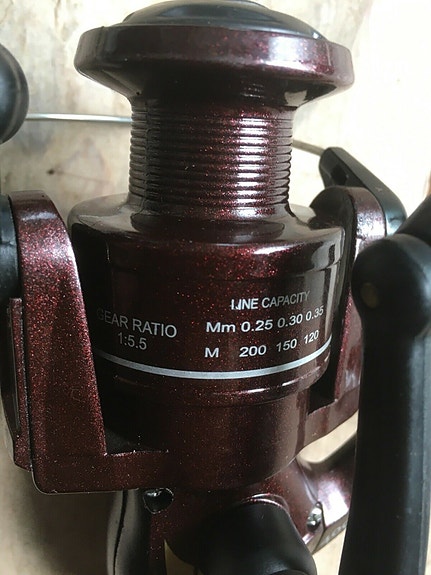 GEAR RATIO
1:5.5
LINE CAPACITY
Mm 0.25 0.30 0.35
M 200 150 120